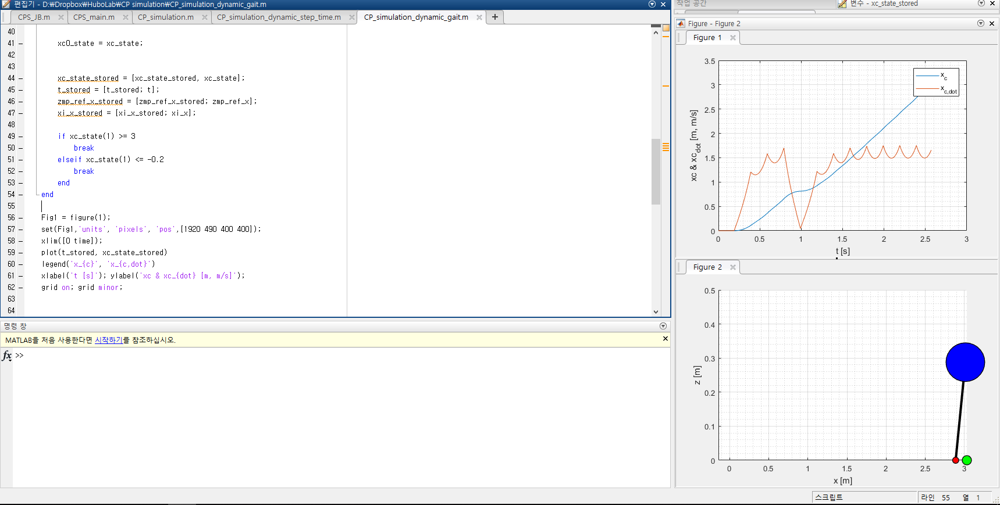 편집기 - D:₩Dropbox₩HuboLab₩CP simulation₩CP_simulation_dynamic_gait.m
CPS_JB.m
CPS_main.m
CP_simulation.m
CP_simulation_dynamic_step_time.m
CP_simulation_dynamic_gait.m
40
41 – xc0_state = xc_state;
42
43
44 – xc_state_stored = [xc_state_stored, xc_state];
45 – t_stored = [t_stored; t];
46 – zmp_ref_x_stored = [zmp_ref_x_stored; zmp_ref_x];
47 – xi_x_stored = [xi_x_stored; xi_x];
48
49 – if xc_state(1) >= 3
50 – break
51 – elseif xc_state(1) <= -0.2
52 – break
53 – end
54 – end
55
56 – Fig1 = figure(1);
57 – set(Fig1,'units', 'pixels', 'pos',[1920 490 400 400]);
58 – xlim([0 time]);
59 – plot(t_stored, xc_state_stored)
60 – legend('x_{c}', 'x_{c,dot}')
61 – xlabel('t [s]'); ylabel('xc & xc_{dot} [m, m/s]');
62 – grid on; grid minor;
63
64
명령 창
MATLAB을 처음 사용한다면 시작하기를 참조하십시오.
fx >>
작업 공간
변수 - xc_state_stored
Figure - Figure 2
Figure 1
3.5
3
2.5
2
1.5
1
0.5
0
xc & xc_dot [m, m/s]
x_c
x_c,dot
0 0.5 1 1.5 2 2.5 3
t [s]
Figure 2
0.5
0.4
0.3
0.2
0.1
0
z [m]
0 0.5 1 1.5 2 2.5 3
x [m]
스크립트
라인 55 열 1